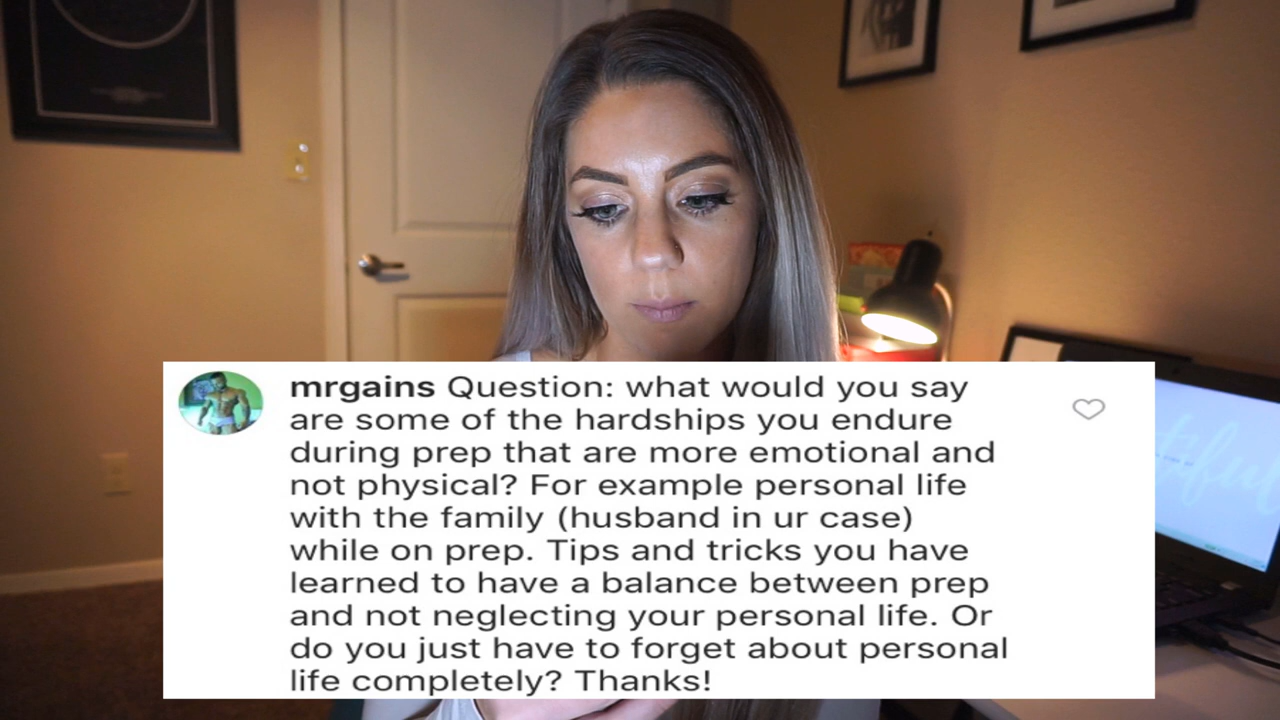 mrgains Question: what would you say
are some of the hardships you endure
during prep that are more emotional and
not physical? For example personal life
with the family (husband in ur case)
while on prep. Tips and tricks you have
learned to have a balance between prep
and not neglecting your personal life. Or
do you just have to forget about personal
life completely? Thanks!